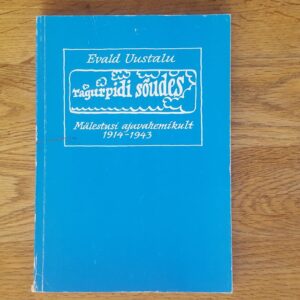 Evald Uustalu
tagurpidi sõudes
Mälestusi ajavahemikult
1914-1943